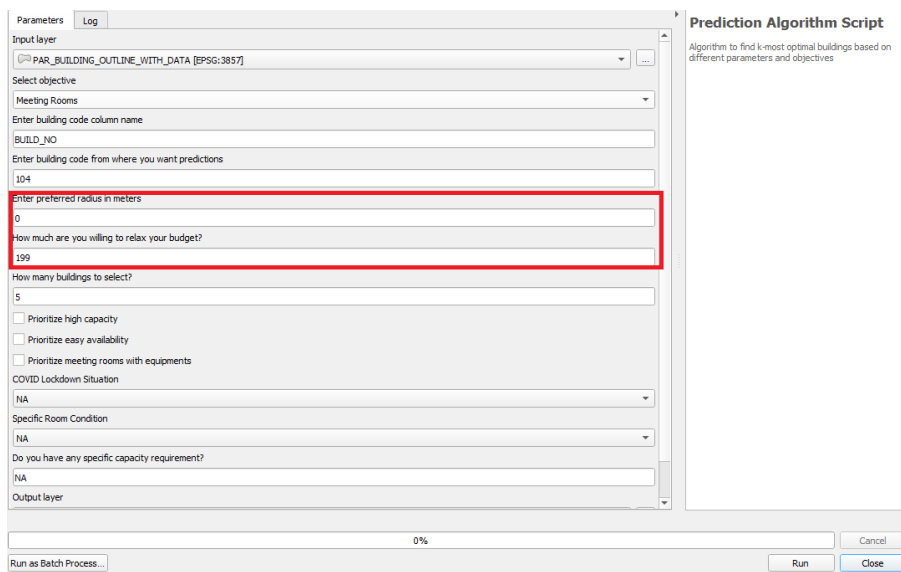 Parameters Log
Input layer
PAR_BUILDING_OUTLINE_WITH_DATA [EPSG:3857]
...
Select objective
Meeting Rooms
Enter building code column name
BUILD_NO
Enter building code from where you want predictions
104
Enter preferred radius in meters
0
How much are you willing to relax your budget?
199
How many buildings to select?
5
Prioritize high capacity
Prioritize easy availability
Prioritize meeting rooms with equipments
COVID Lockdown Situation
NA
Specific Room Condition
NA
Do you have any specific capacity requirement?
NA
Output layer
Prediction Algorithm Script
Algorithm to find k-most optimal buildings based on
different parameters and objectives
0%
Cancel
Run as Batch Process...
Run
Close